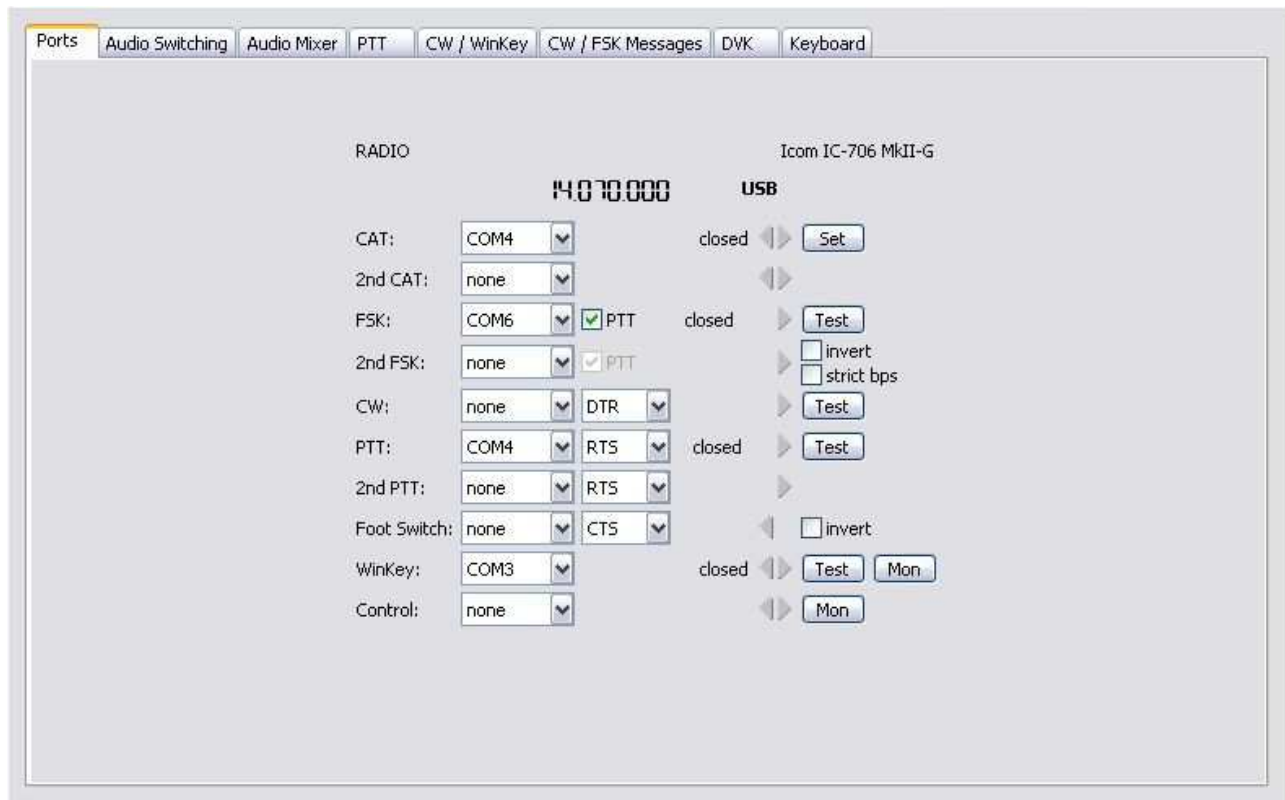 Ports Audio Switching Audio Mixer PTT CW / WinKey CW / FSK Messages DVK Keyboard
RADIO Icom IC-706 MkII-G
14.070.000 USB
CAT: COM4 closed Set
2nd CAT: none
FSK: COM6 PTT closed Test
2nd FSK: none PTT invert
strict bps
CW: none DTR Test
PTT: COM4 RTS closed Test
2nd PTT: none RTS
Foot Switch: none CTS invert
WinKey: COM3 closed Test Mon
Control: none Mon